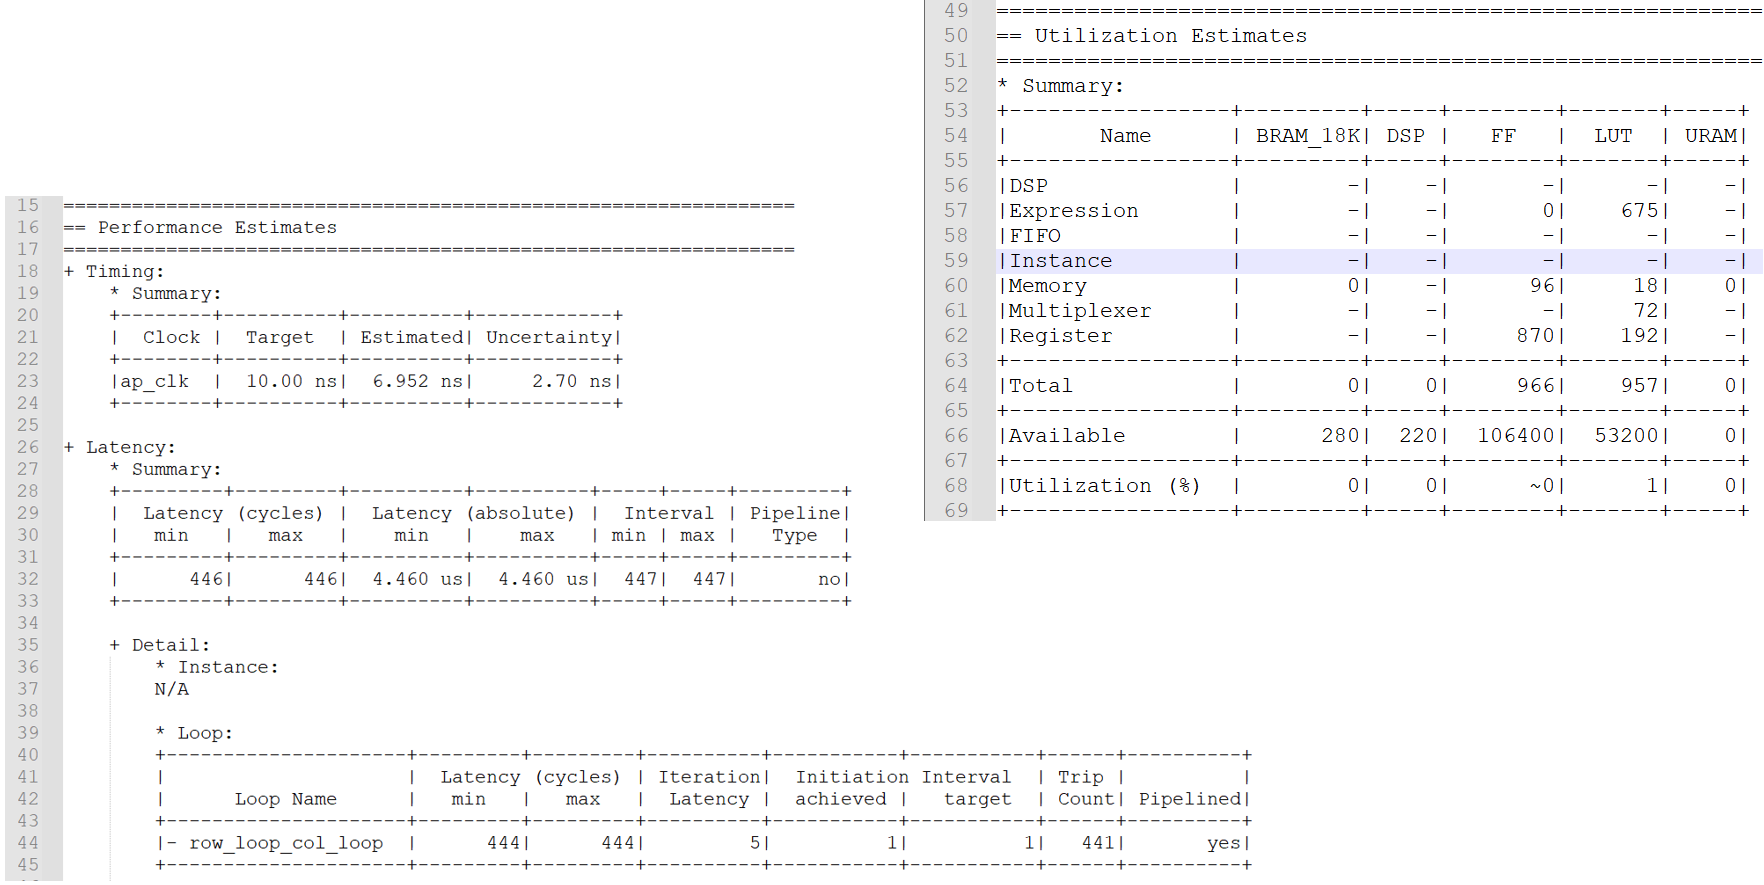 15 ================================================================
16 == Performance Estimates
17 ================================================================
18 + Timing:
19     * Summary:
20     +--------+----------+----------+------------+
21     |  Clock |  Target  | Estimated| Uncertainty|
22     +--------+----------+----------+------------+
23     |ap_clk  |  10.00 ns|  6.952 ns|     2.70 ns|
24     +--------+----------+----------+------------+
25
26 + Latency:
27     * Summary:
28     +---------+---------+----------+----------+-----+-----+---------+
29     |  Latency (cycles) |  Latency (absolute) |  Interval | Pipeline|
30     |   min   |   max   |    min   |    max   | min | max |   Type  |
31     +---------+---------+----------+----------+-----+-----+---------+
32     |      446|      446|  4.460 us|  4.460 us|  447|  447|       no|
33     +---------+---------+----------+----------+-----+-----+---------+
34
35     + Detail:
36         * Instance:
37         N/A
38
39         * Loop:
40         +---------------------+---------+---------+----------+-----------+-----------+------+----------+
41         |                     |  Latency (cycles) | Iteration|  Initiation Interval  | Trip |          |
42         |      Loop Name      |   min   |   max   |  Latency |  achieved |   target  | Count| Pipelined|
43         +---------------------+---------+---------+----------+-----------+-----------+------+----------+
44         |- row_loop_col_loop  |      444|      444|         5|          1|          1|   441|       yes|
45         +---------------------+---------+---------+----------+-----------+-----------+------+----------+
49 ================================================================
50 == Utilization Estimates
51 ================================================================
52 * Summary:
53 +-----------------+---------+-----+--------+-------+-----+
54 |       Name      | BRAM_18K| DSP |   FF   |  LUT  | URAM|
55 +-----------------+---------+-----+--------+-------+-----+
56 |DSP              |        -|    -|       -|      -|    -|
57 |Expression       |        -|    -|       0|    675|    -|
58 |FIFO             |        -|    -|       -|      -|    -|
59 |Instance         |        -|    -|       -|      -|    -|
60 |Memory           |        0|    -|      96|     18|    0|
61 |Multiplexer      |        -|    -|       -|     72|    -|
62 |Register         |        -|    -|     870|    192|    -|
63 +-----------------+---------+-----+--------+-------+-----+
64 |Total            |        0|    0|     966|    957|    0|
65 +-----------------+---------+-----+--------+-------+-----+
66 |Available        |      280|  220|  106400|  53200|    0|
67 +-----------------+---------+-----+--------+-------+-----+
68 |Utilization (%)  |        0|    0|      ~0|      1|    0|
69 +-----------------+---------+-----+--------+-------+-----+